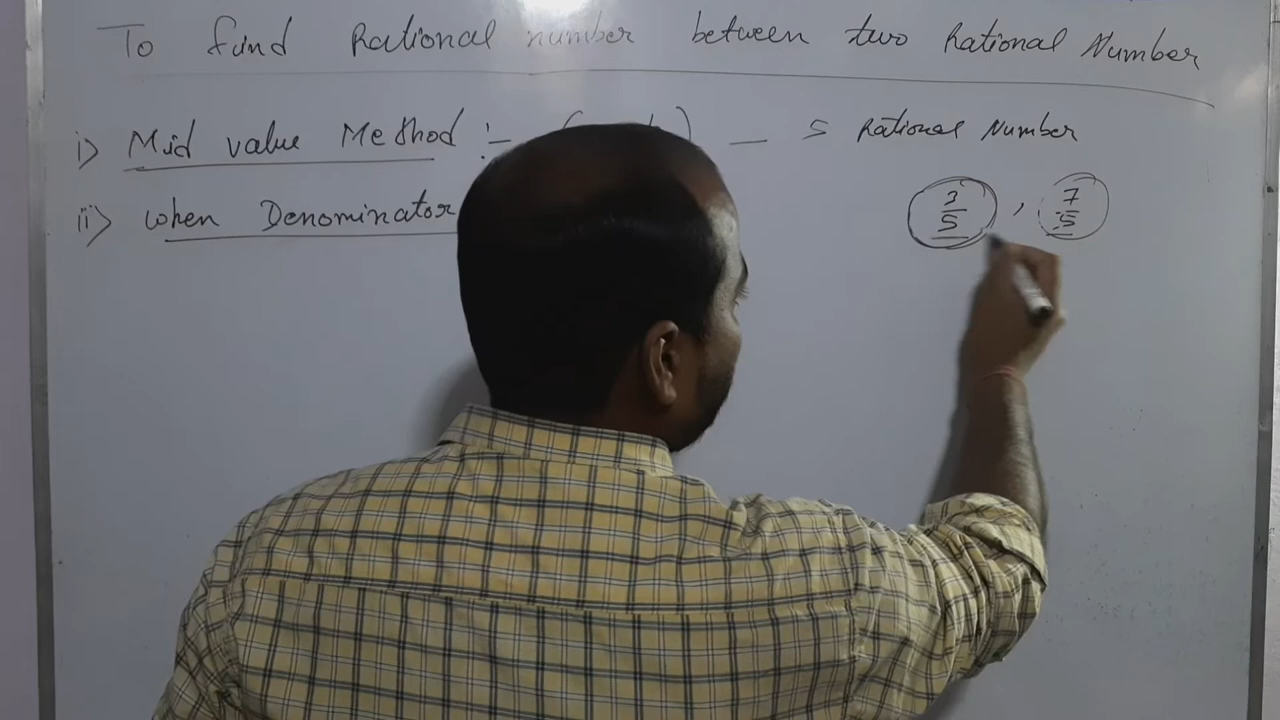 To find Rational number between two Rational Number
i> Mid value Method :- ( ) — 5 Rational Number
ii> when Denominator
3/5 , 7/5